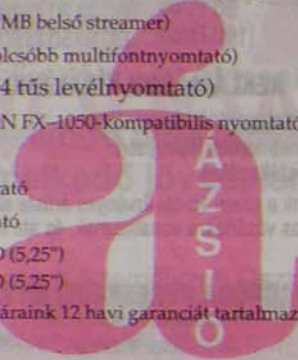 MB belső streamer)
olcsóbb multifontnyomtató)
4 tűs levélnyomtató)
N FX–1050-kompatibilis nyomtató
ató
tó
(5,25")
(5,25")
áraink 12 havi garanciát tartalmaz
á
ÁZSIÓ